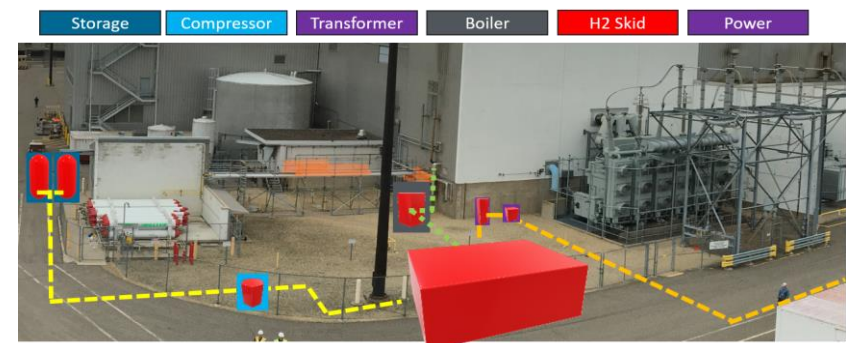 Storage
Compressor
Transformer
Boiler
H2 Skid
Power